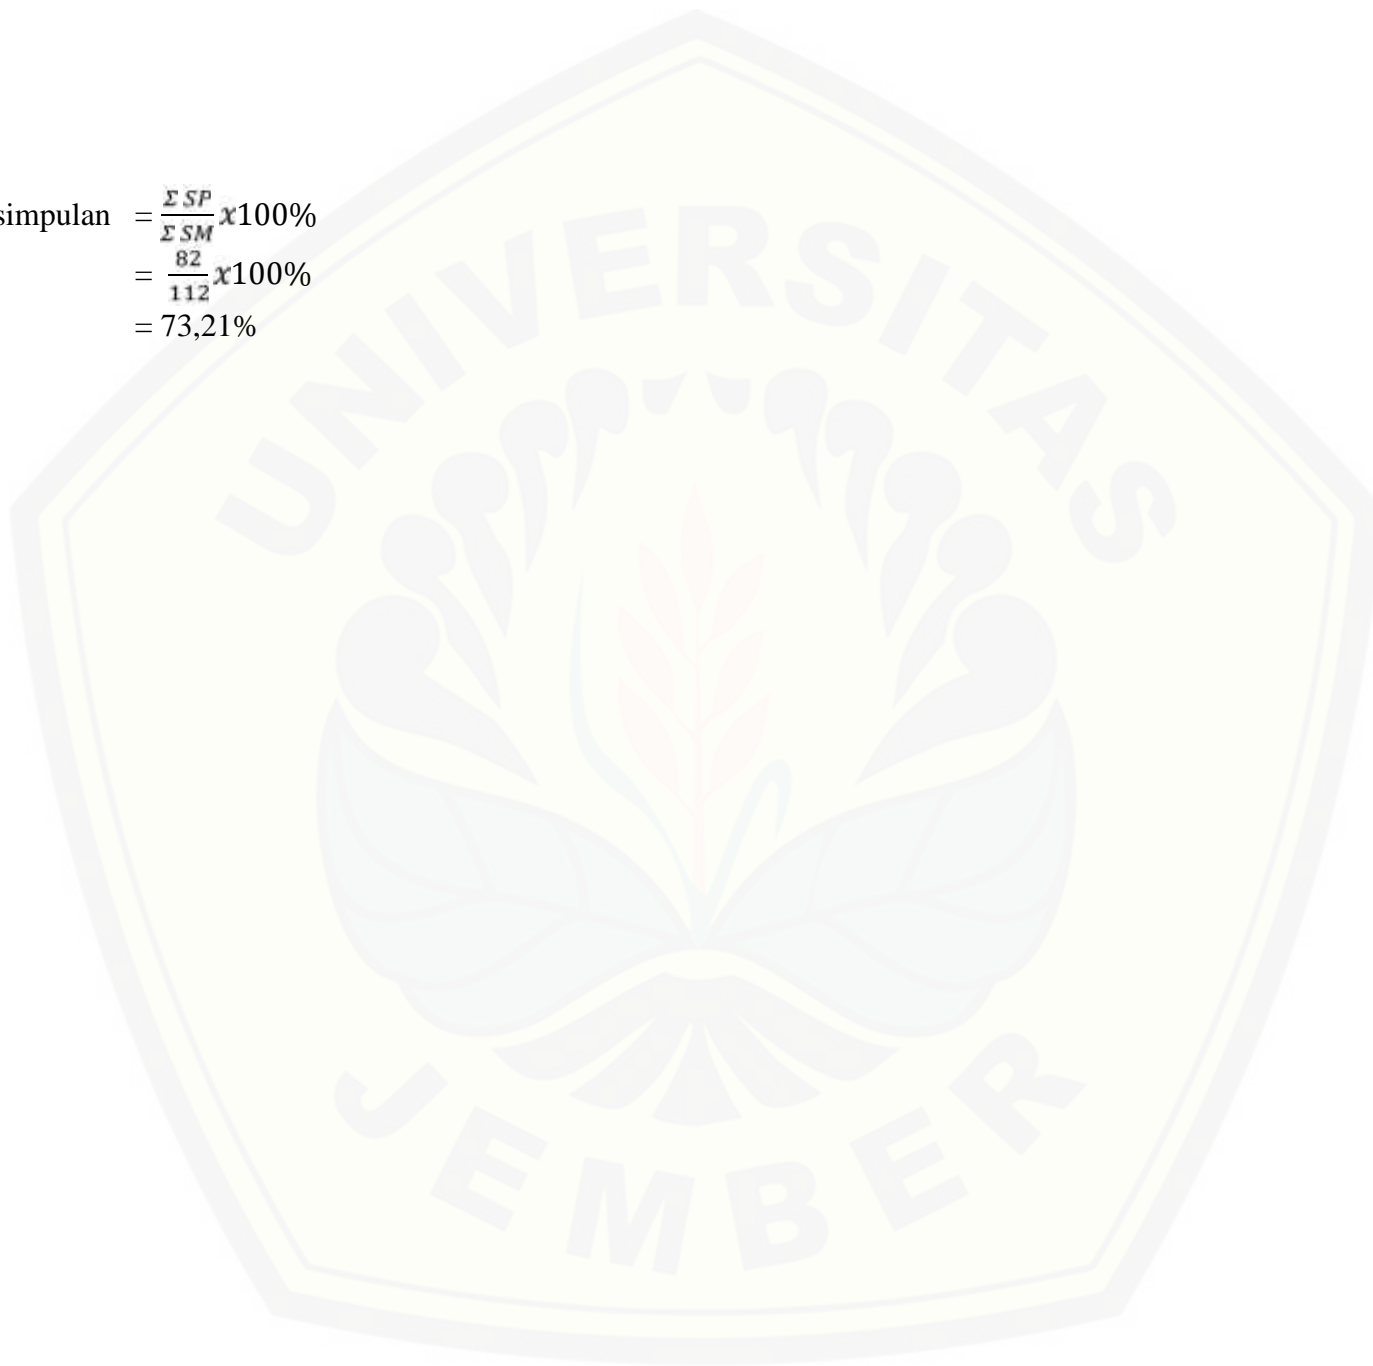 simpulan = Σ SP / Σ SM x100%
= 82 / 112 x100%
= 73,21%
UNIVERSITAS
JEMBER